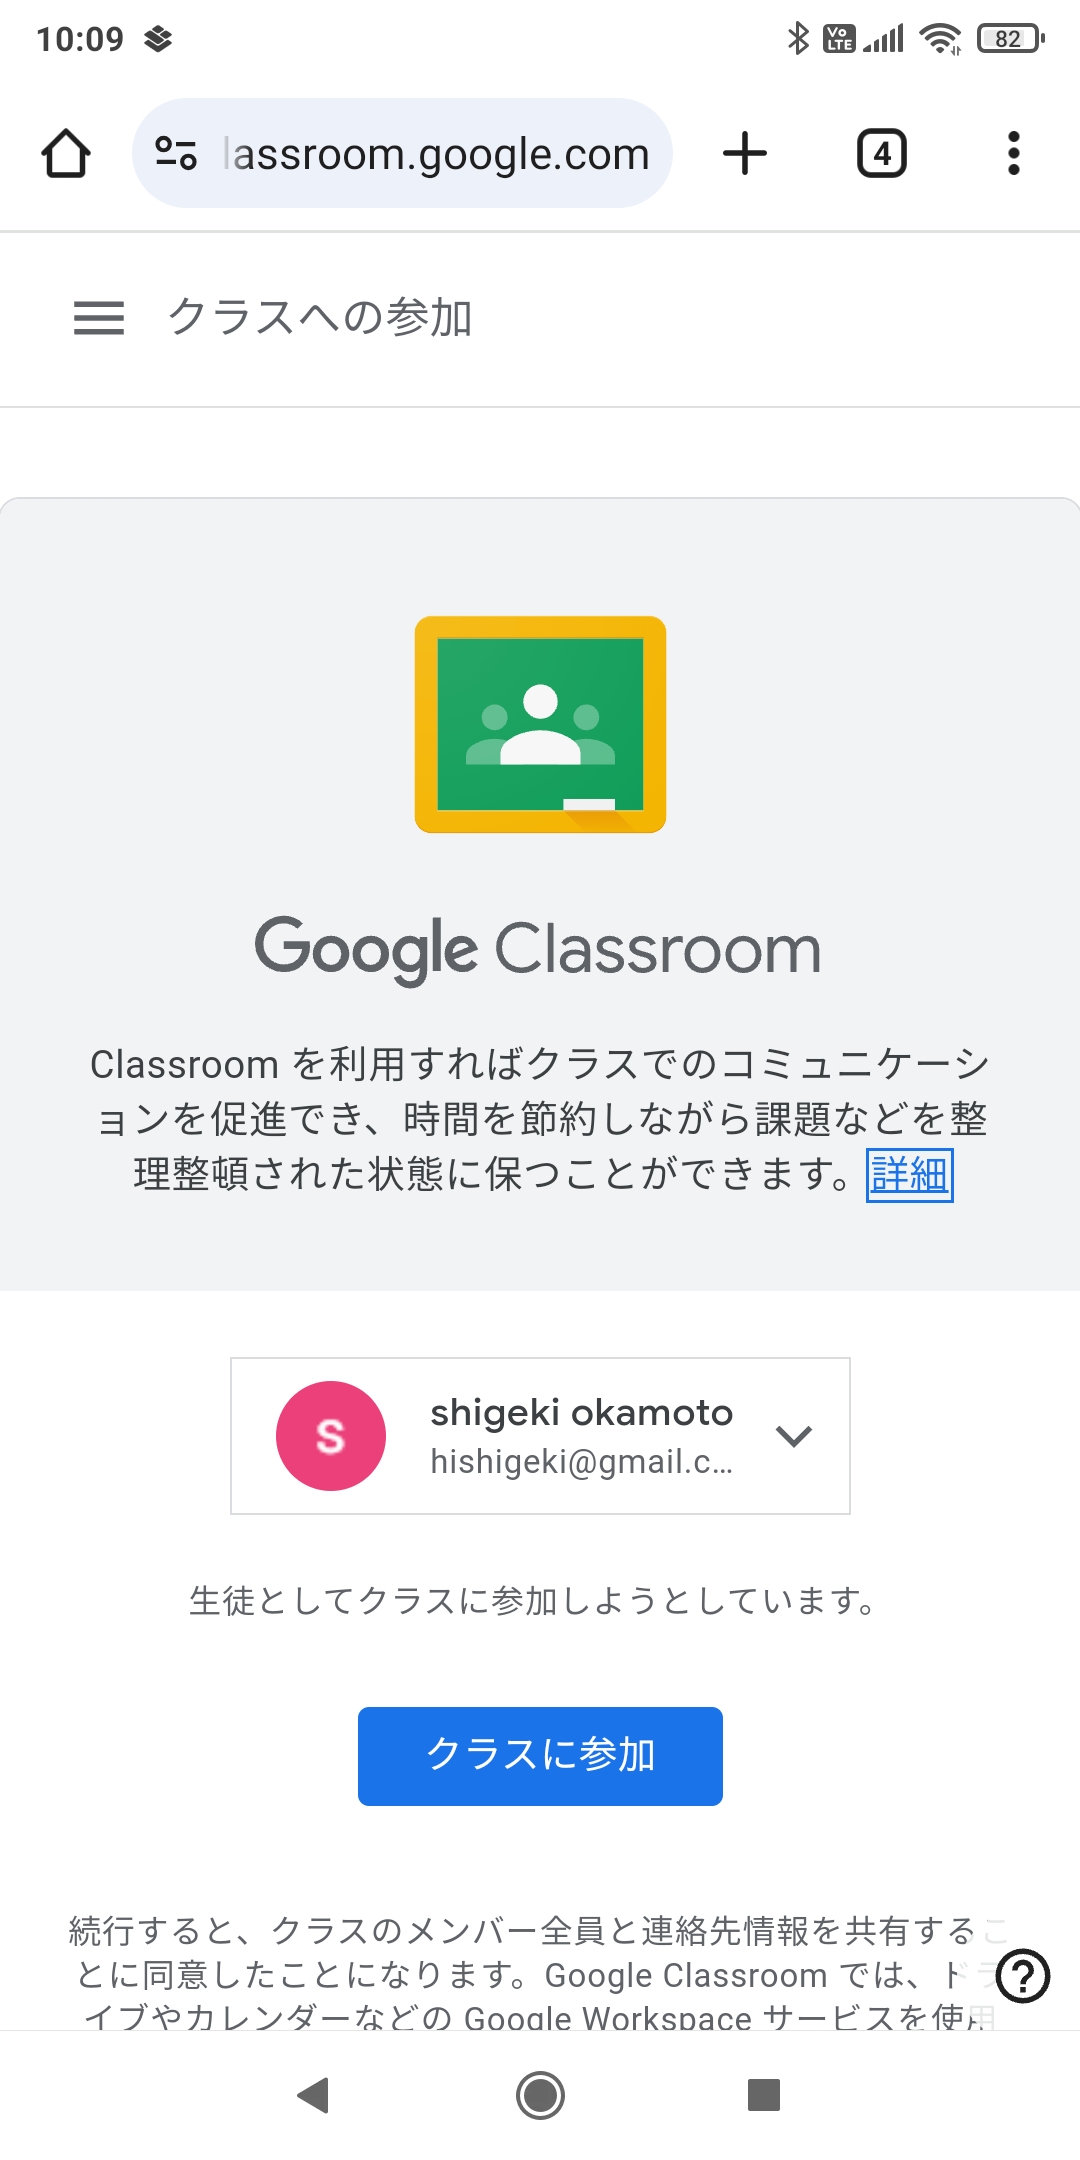 10:09
Vo LTE
82
lassroom.google.com
4
クラスへの参加
Google Classroom
Classroom を利用すればクラスでのコミュニケーシ
ョンを促進でき、時間を節約しながら課題などを整
理整頓された状態に保つことができます。詳細
s
shigeki okamoto
hishigeki@gmail.c...
生徒としてクラスに参加しようとしています。
クラスに参加
続行すると、クラスのメンバー全員と連絡先情報を共有するこ
とに同意したことになります。Google Classroom では、ドラ
イブやカレンダーなどの Google Workspace サービスを使用